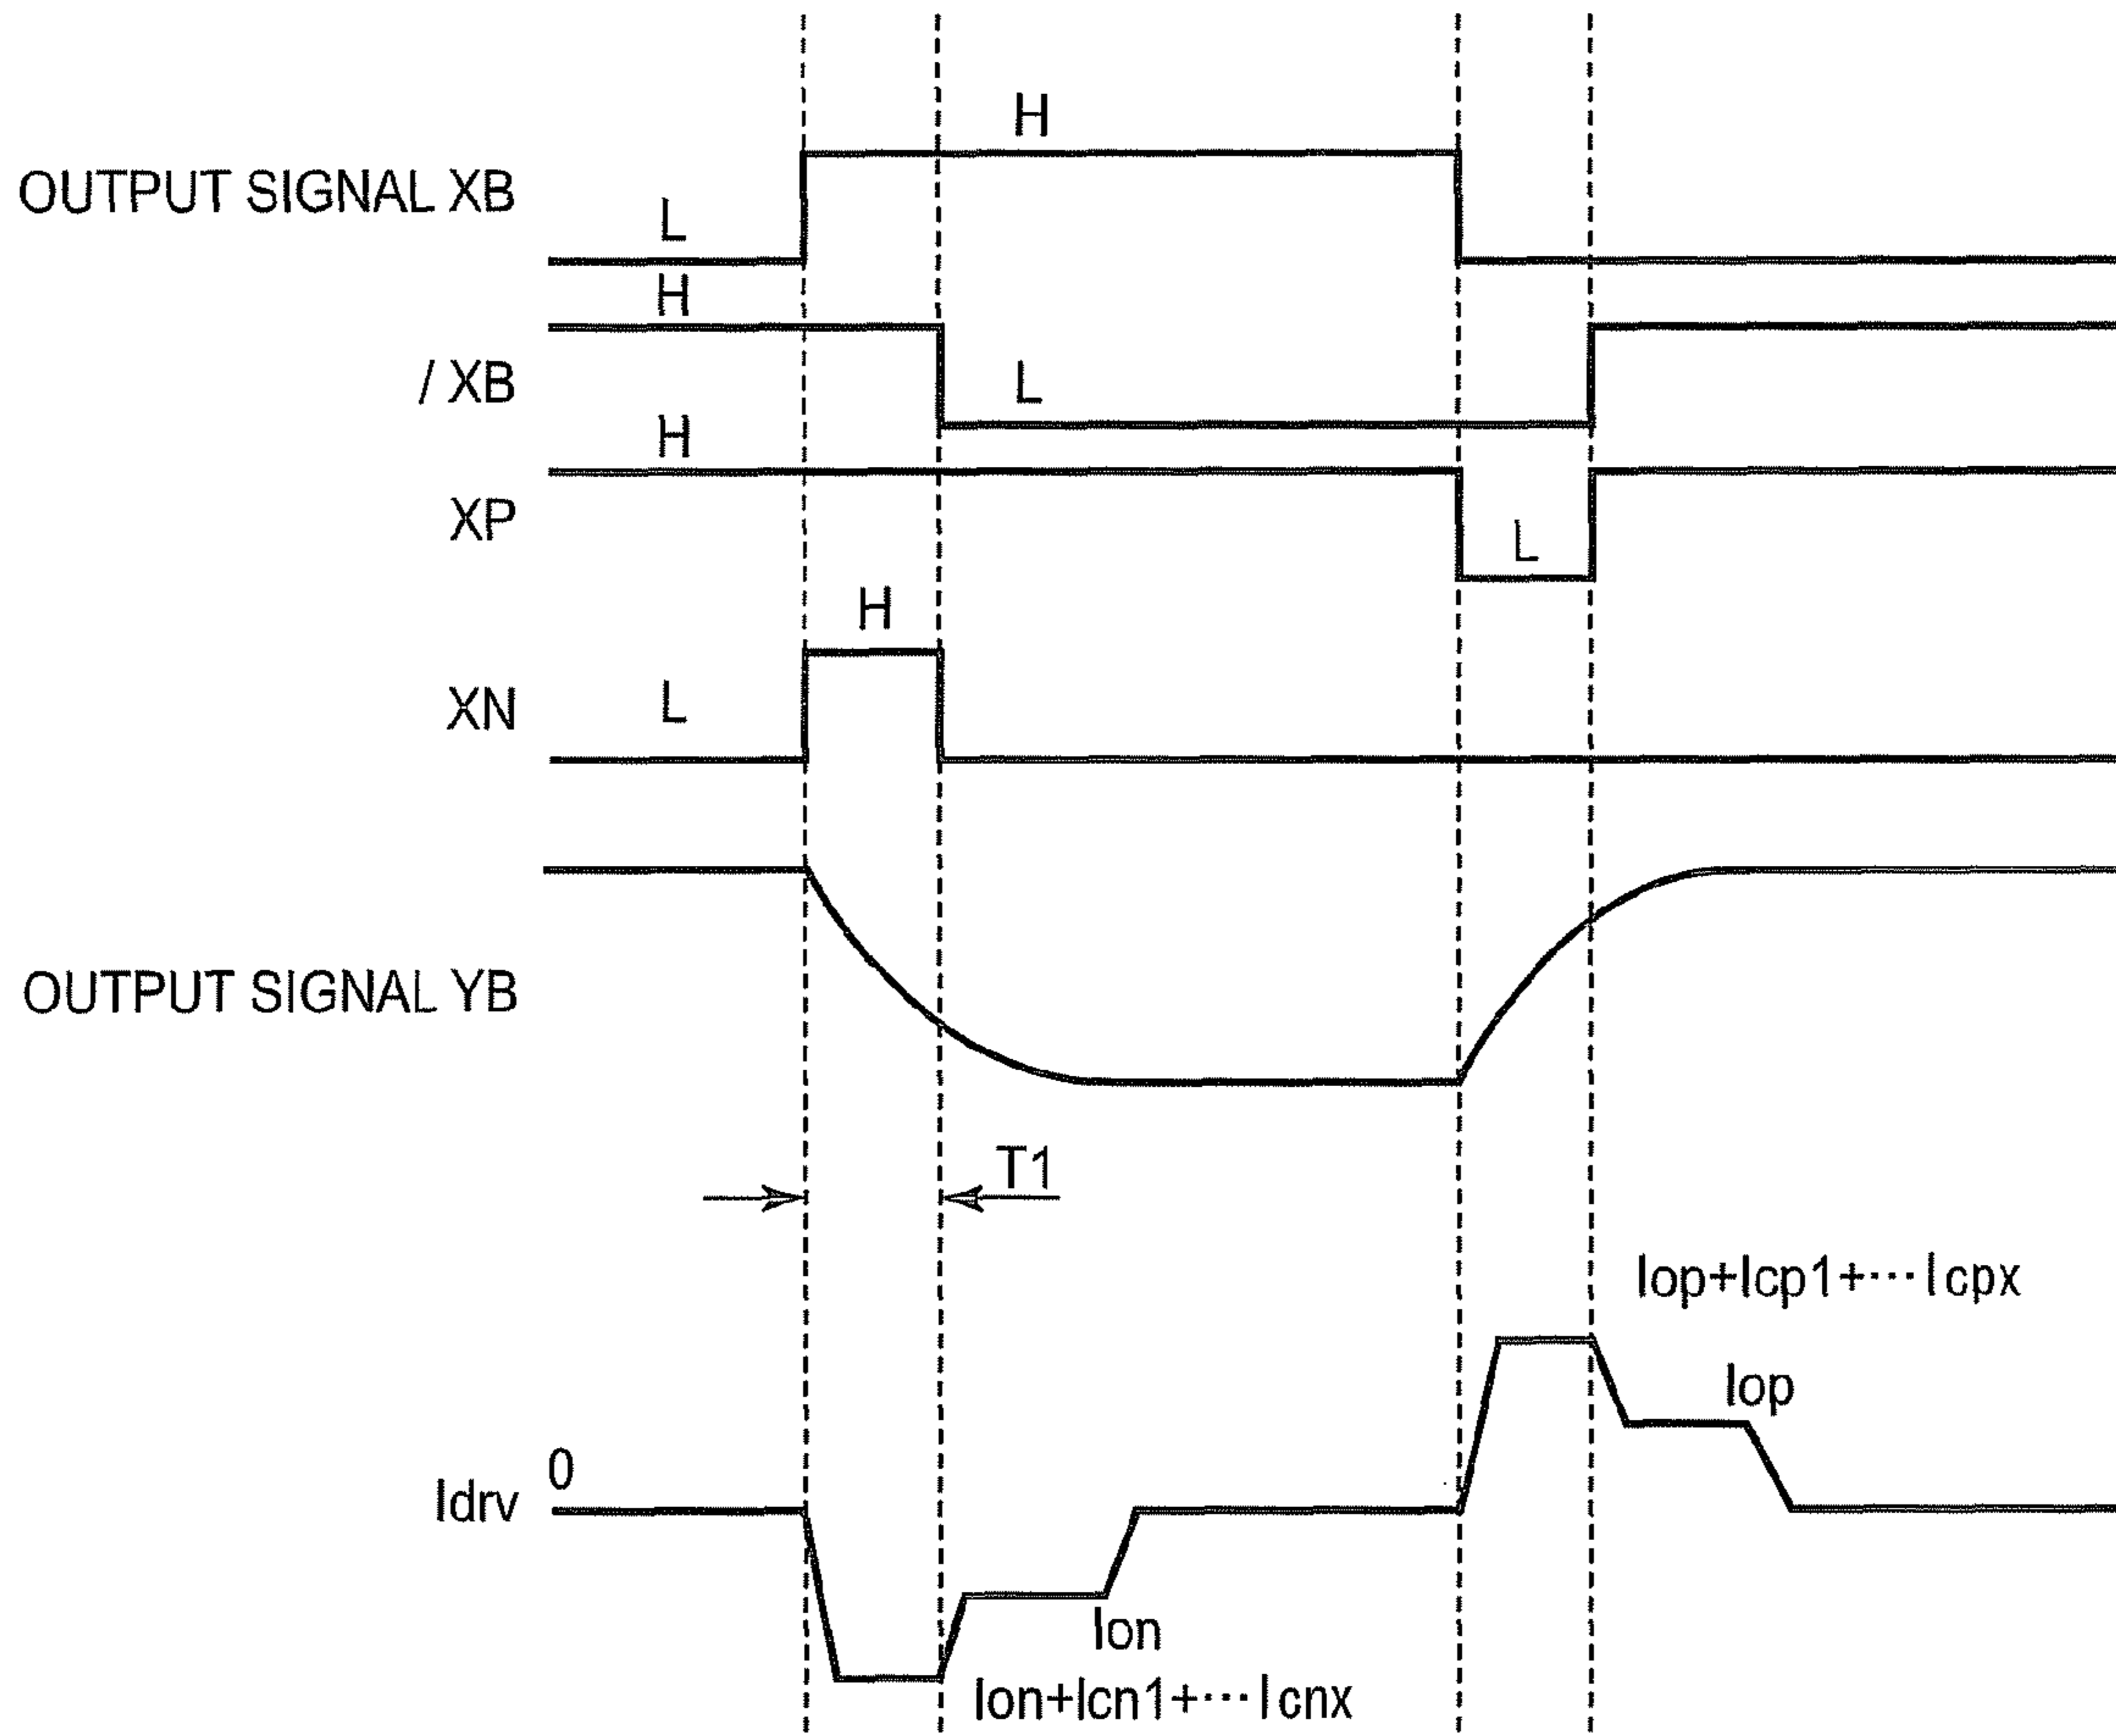 H
OUTPUT SIGNAL XB
L
H
/ XB
L
H
XP
L
H
XN
L
OUTPUT SIGNAL YB
T1
Iop+Icp1+···Icpx
Iop
0
Idrv
Ion
Ion+Icn1+···Icnx